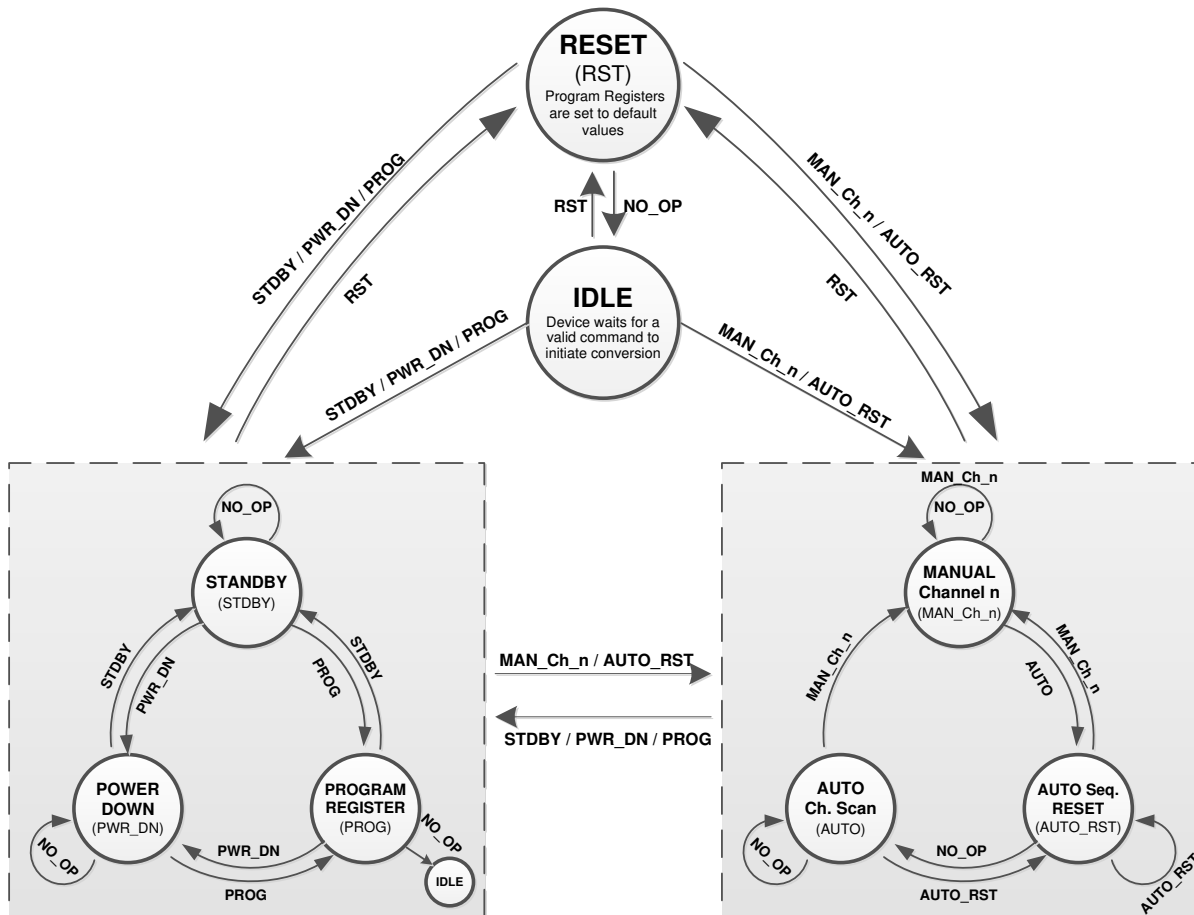 RESET
(RST)
Program Registers
are set to default
values
STDBY / PWR_DN / PROG
RST
RST
NO_OP
MAN_Ch_n / AUTO_RST
RST
IDLE
Device waits for a
valid command to
initiate conversion
STDBY / PWR_DN / PROG
MAN_Ch_n / AUTO_RST
NO_OP
STANDBY
(STDBY)
STDBY
PWR_DN
PROG
STDBY
POWER
DOWN
(PWR_DN)
NO_OP
PROGRAM
REGISTER
(PROG)
NO_OP
IDLE
PWR_DN
PROG
MAN_Ch_n / AUTO_RST
STDBY / PWR_DN / PROG
MAN_Ch_n
NO_OP
MANUAL
Channel n
(MAN_Ch_n)
MAN_Ch_n
AUTO
MAN_Ch_n
AUTO
Ch. Scan
(AUTO)
NO_OP
AUTO Seq.
RESET
(AUTO_RST)
NO_OP
AUTO_RST
AUTO_RST